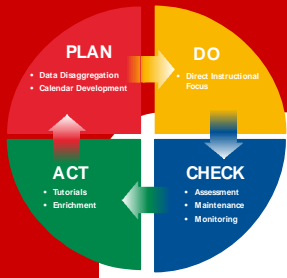 PLAN
• Data Disaggregation
• Calendar Development
DO
• Direct Instructional
Focus
ACT
• Tutorials
• Enrichment
CHECK
• Assessment
• Maintenance
• Monitoring